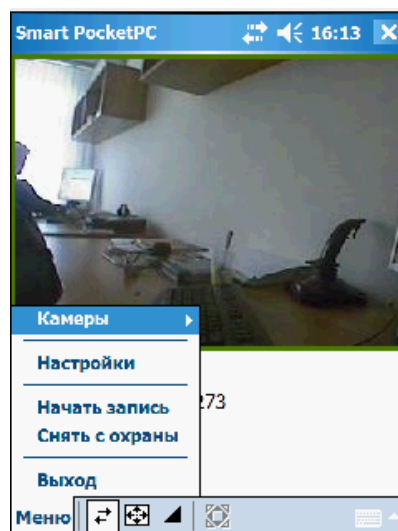 Smart PocketPC 16:13
Камеры
Настройки
273
Начать запись
Снять с охраны
Выход
Меню